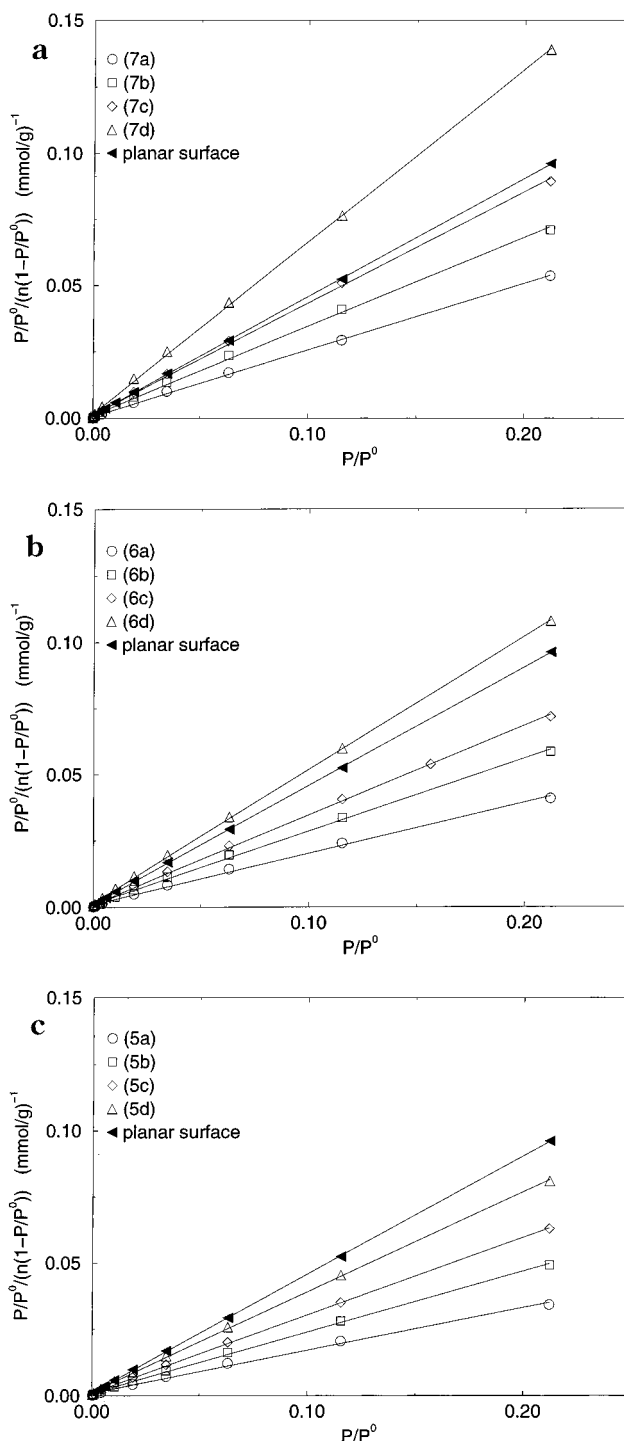 a
0.15
(7a)
(7b)
(7c)
(7d)
planar surface
0.10
0.05
0.00
P/P⁰/(n(1−P/P⁰)) (mmol/g)⁻¹
0.00 0.10 0.20
P/P⁰
b
0.15
(6a)
(6b)
(6c)
(6d)
planar surface
0.10
0.05
0.00
P/P⁰/(n(1−P/P⁰)) (mmol/g)⁻¹
0.00 0.10 0.20
P/P⁰
c
0.15
(5a)
(5b)
(5c)
(5d)
planar surface
0.10
0.05
0.00
P/P⁰/(n(1−P/P⁰)) (mmol/g)⁻¹
0.00 0.10 0.20
P/P⁰